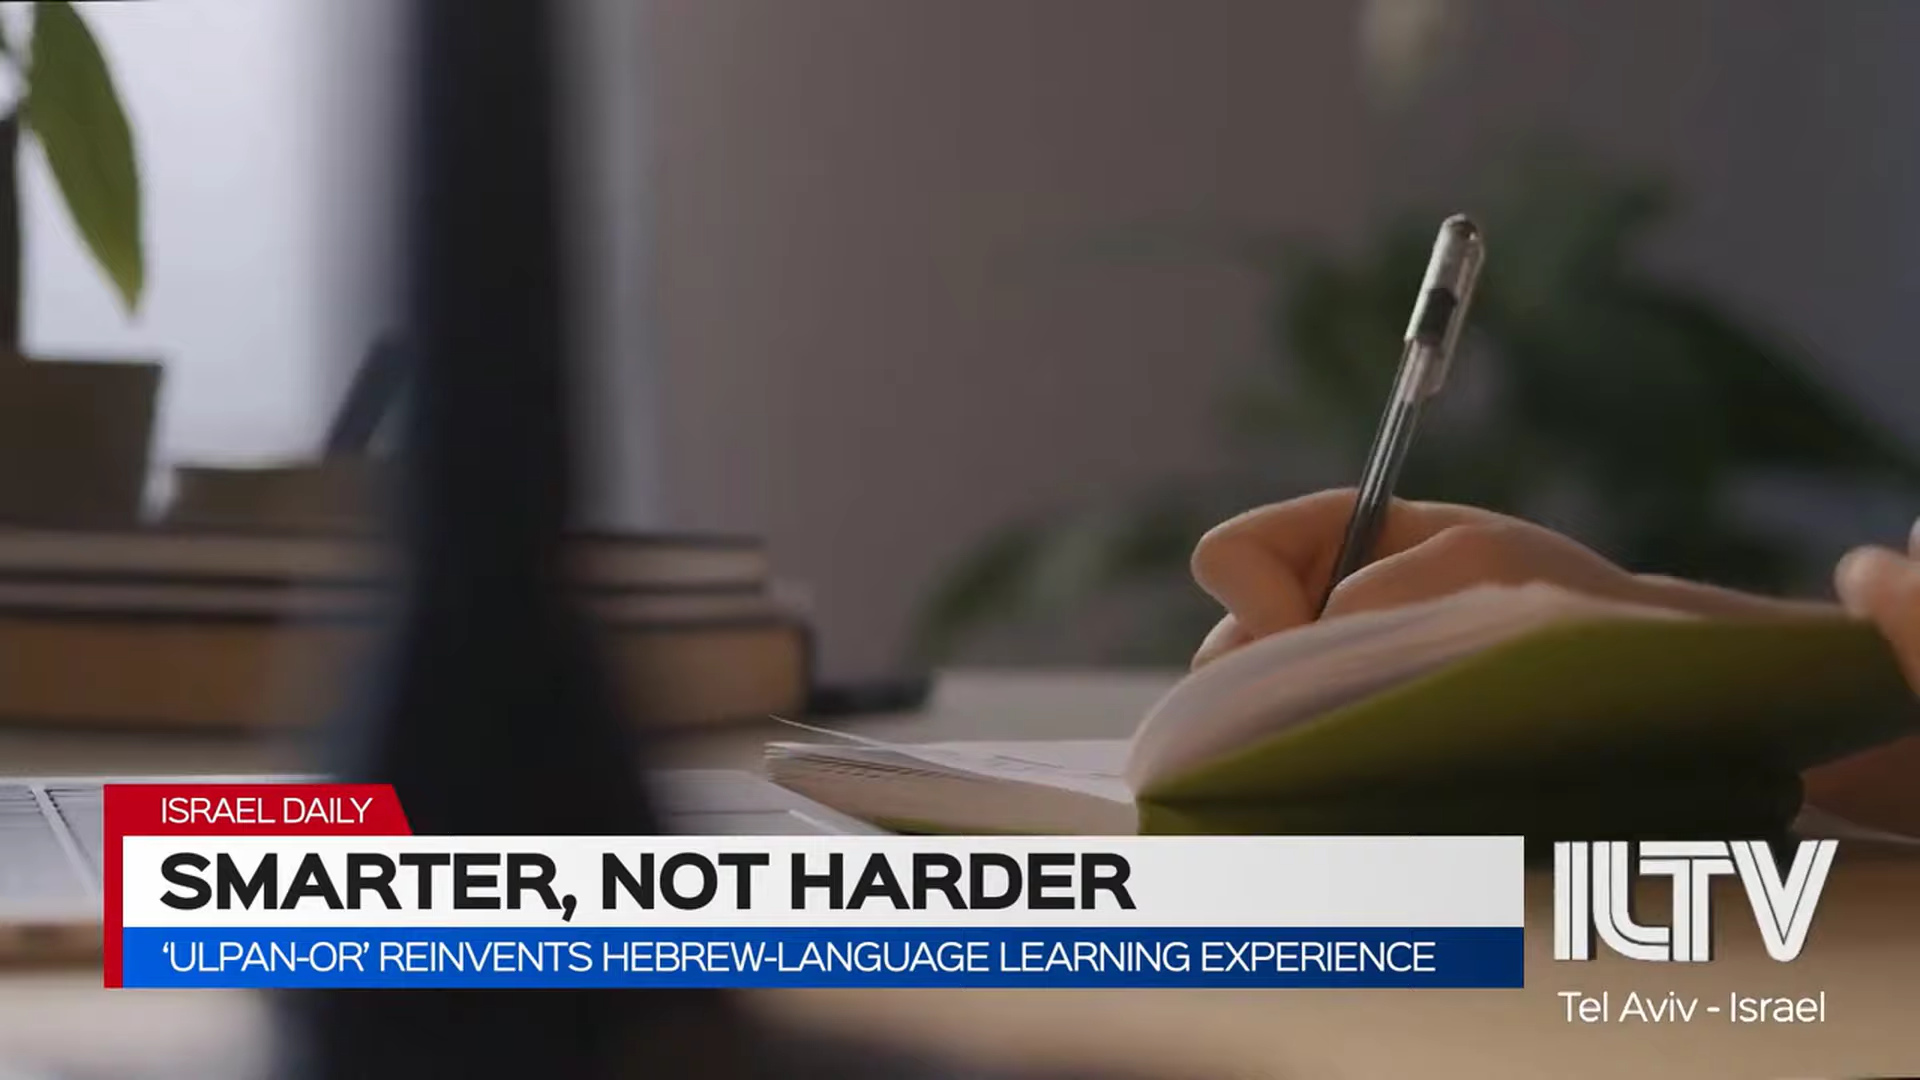 ISRAEL DAILY
SMARTER, NOT HARDER
‘ULPAN-OR’ REINVENTS HEBREW-LANGUAGE LEARNING EXPERIENCE
ILTV
Tel Aviv - Israel